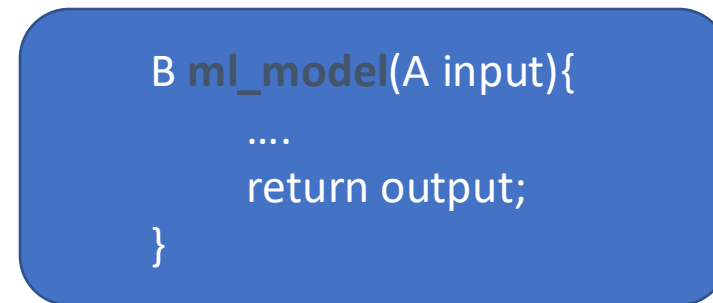 B ml_model(A input){
....
return output;
}